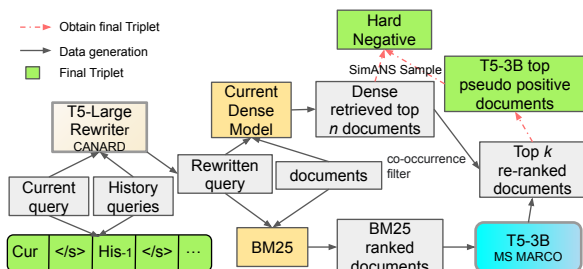 Obtain final Triplet
Data generation
Final Triplet
Hard
Negative
SimANS Sample
T5-3B top
pseudo positive
documents
Current
Dense
Model
Dense
retrieved top
n documents
T5-Large
Rewriter
CANARD
Rewritten
query
documents
co-occurrence
filter
Top k
re-ranked
documents
Current
query
History
queries
Cur </s> His-1 </s> ...
BM25
BM25
ranked
documents
T5-3B
MS MARCO